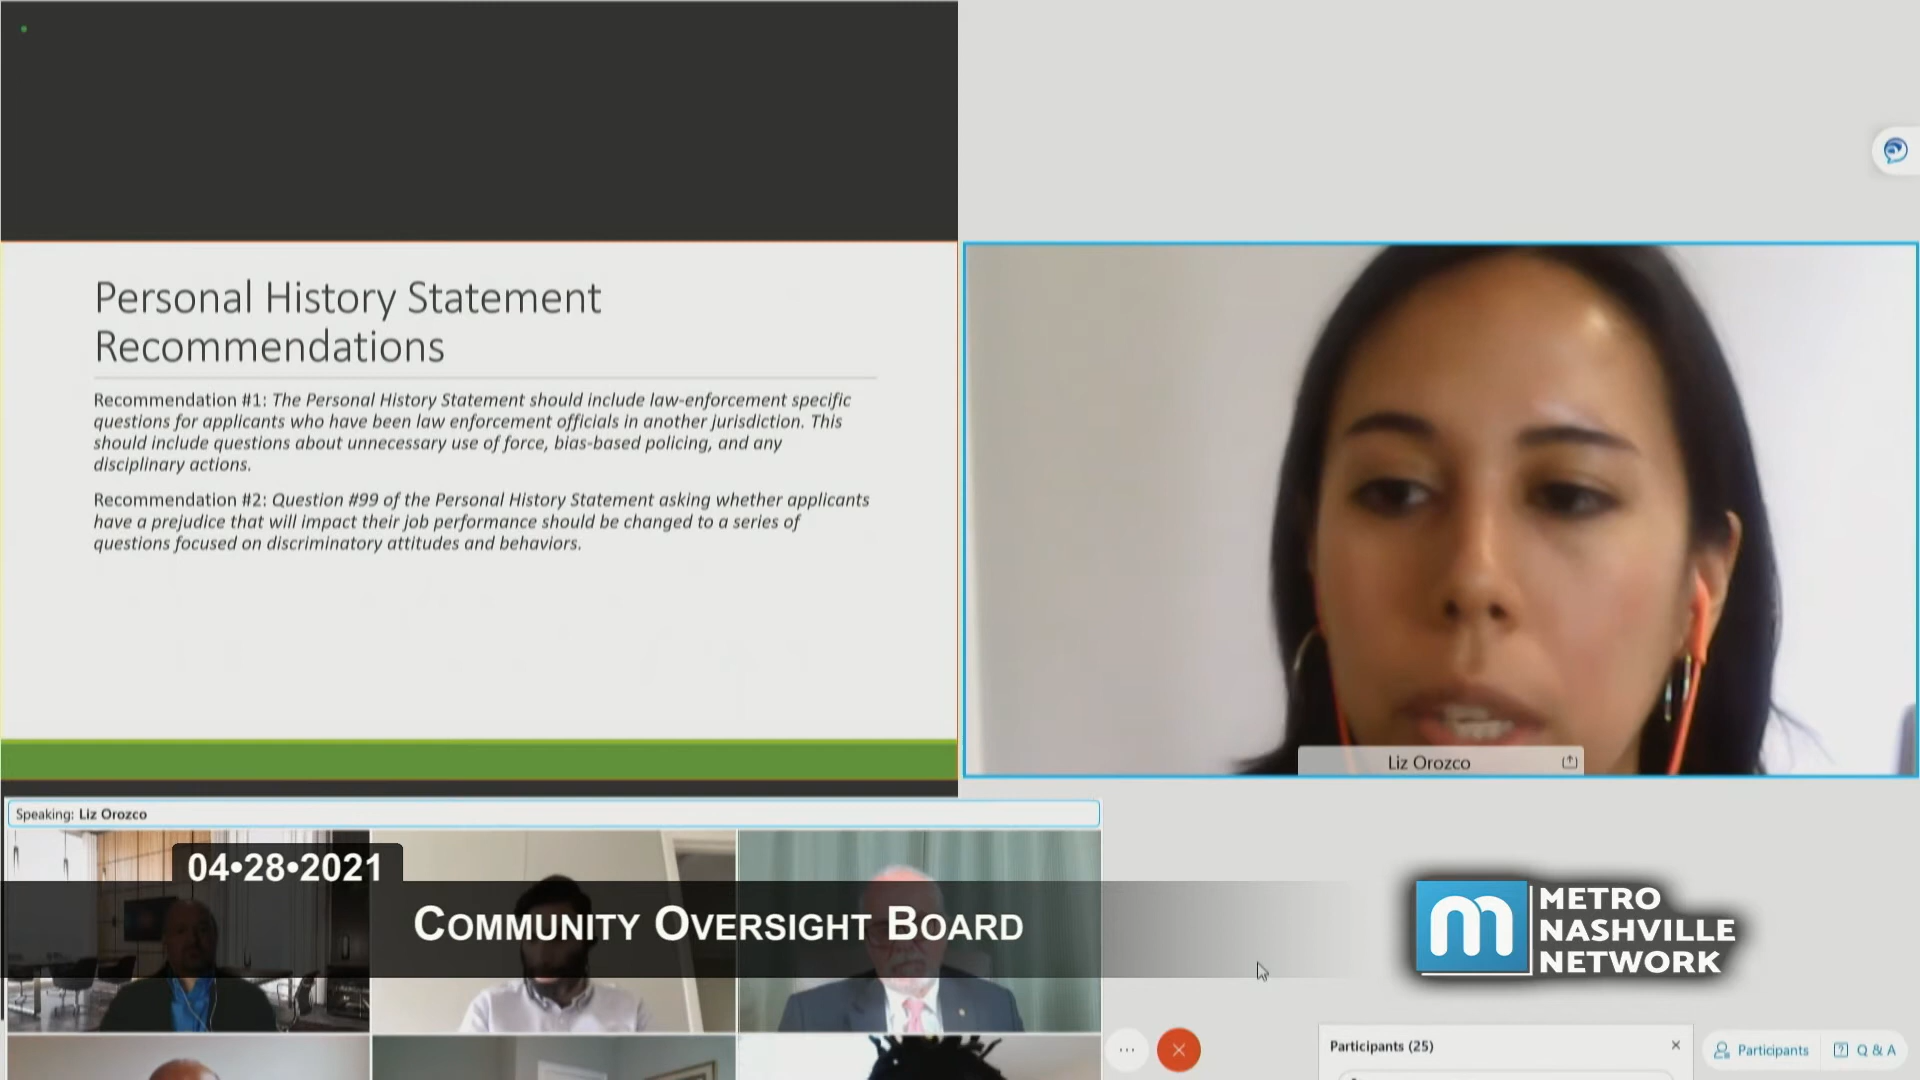 Personal History Statement
Recommendations
Recommendation #1: The Personal History Statement should include law-enforcement specific
questions for applicants who have been law enforcement officials in another jurisdiction. This
should include questions about unnecessary use of force, bias-based policing, and any
disciplinary actions.
Recommendation #2: Question #99 of the Personal History Statement asking whether applicants
have a prejudice that will impact their job performance should be changed to a series of
questions focused on discriminatory attitudes and behaviors.
Liz Orozco
Speaking: Liz Orozco
04•28•2021
COMMUNITY OVERSIGHT BOARD
METRO
NASHVILLE
NETWORK
Participants (25)
Participants
Q & A